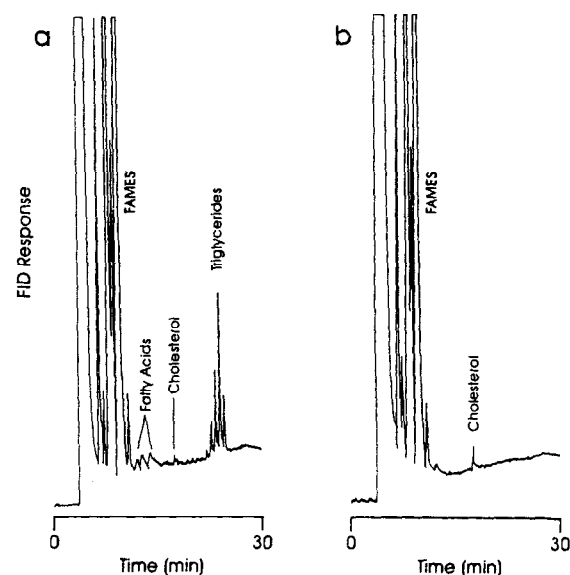 a
FID Response
FAMES
Fatty Acids
Cholesterol
Triglycerides
0
30
Time (min)
b
FAMES
Cholesterol
0
30
Time (min)